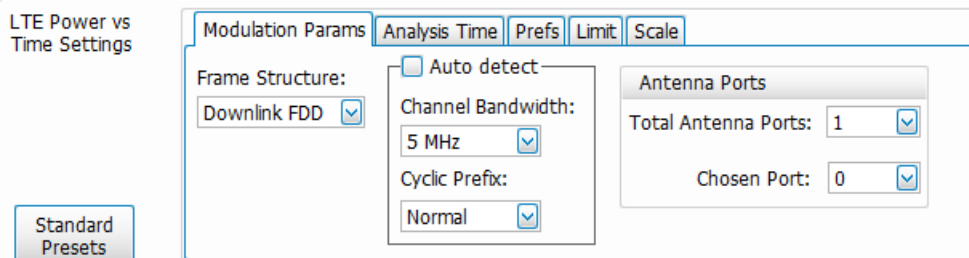 LTE Power vs
Time Settings
Modulation Params Analysis Time Prefs Limit Scale
Frame Structure:
Downlink FDD
Auto detect
Channel Bandwidth:
5 MHz
Cyclic Prefix:
Normal
Antenna Ports
Total Antenna Ports: 1
Chosen Port: 0
Standard
Presets